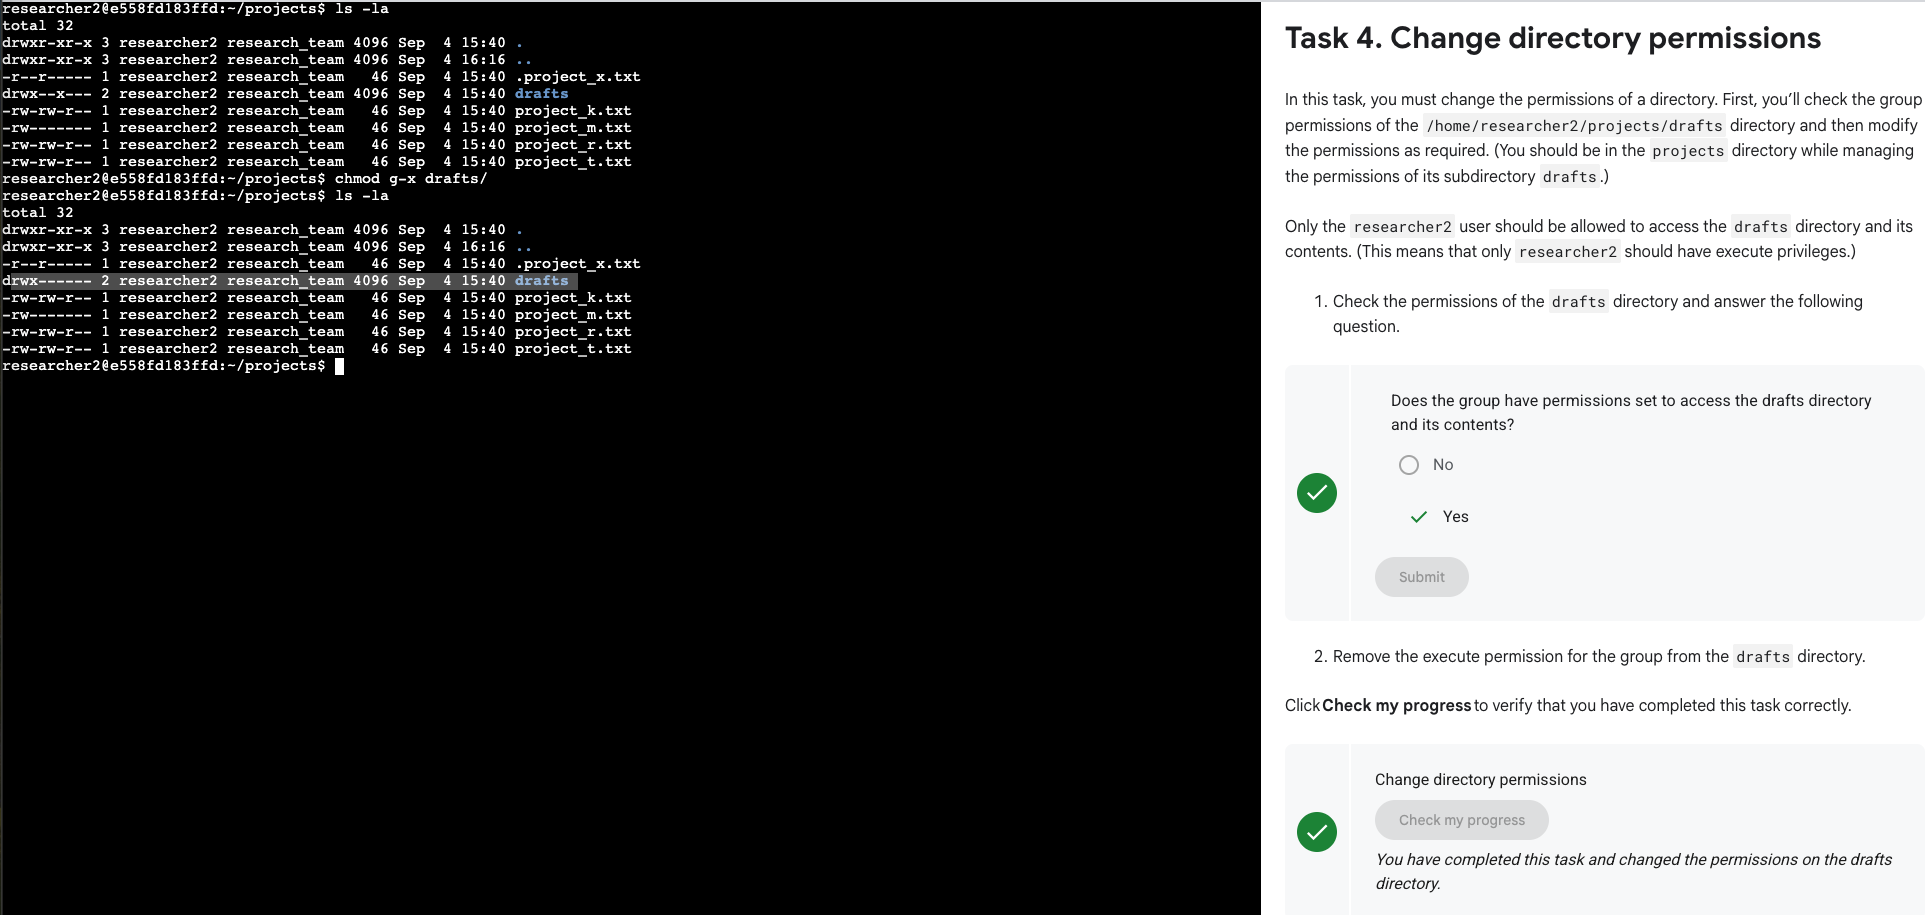 researcher2@e558fd183ffd:~/projects$ ls -la
total 32
drwxr-xr-x 3 researcher2 research_team 4096 Sep  4 15:40 .
drwxr-xr-x 3 researcher2 research_team 4096 Sep  4 16:16 ..
-r--r----- 1 researcher2 research_team   46 Sep  4 15:40 .project_x.txt
drwx--x--- 2 researcher2 research_team 4096 Sep  4 15:40 drafts
-rw-rw-r-- 1 researcher2 research_team   46 Sep  4 15:40 project_k.txt
-rw------- 1 researcher2 research_team   46 Sep  4 15:40 project_m.txt
-rw-rw-r-- 1 researcher2 research_team   46 Sep  4 15:40 project_r.txt
-rw-rw-r-- 1 researcher2 research_team   46 Sep  4 15:40 project_t.txt
researcher2@e558fd183ffd:~/projects$ chmod g-x drafts/
researcher2@e558fd183ffd:~/projects$ ls -la
total 32
drwxr-xr-x 3 researcher2 research_team 4096 Sep  4 15:40 .
drwxr-xr-x 3 researcher2 research_team 4096 Sep  4 16:16 ..
-r--r----- 1 researcher2 research_team   46 Sep  4 15:40 .project_x.txt
drwx------ 2 researcher2 research_team 4096 Sep  4 15:40 drafts
-rw-rw-r-- 1 researcher2 research_team   46 Sep  4 15:40 project_k.txt
-rw------- 1 researcher2 research_team   46 Sep  4 15:40 project_m.txt
-rw-rw-r-- 1 researcher2 research_team   46 Sep  4 15:40 project_r.txt
-rw-rw-r-- 1 researcher2 research_team   46 Sep  4 15:40 project_t.txt
researcher2@e558fd183ffd:~/projects$
Task 4. Change directory permissions
In this task, you must change the permissions of a directory. First, you’ll check the group
permissions of the /home/researcher2/projects/drafts directory and then modify
the permissions as required. (You should be in the projects directory while managing
the permissions of its subdirectory drafts.)
Only the researcher2 user should be allowed to access the drafts directory and its
contents. (This means that only researcher2 should have execute privileges.)
1. Check the permissions of the drafts directory and answer the following
question.
Does the group have permissions set to access the drafts directory
and its contents?
No
Yes
Submit
2. Remove the execute permission for the group from the drafts directory.
Click Check my progress to verify that you have completed this task correctly.
Change directory permissions
Check my progress
You have completed this task and changed the permissions on the drafts
directory.